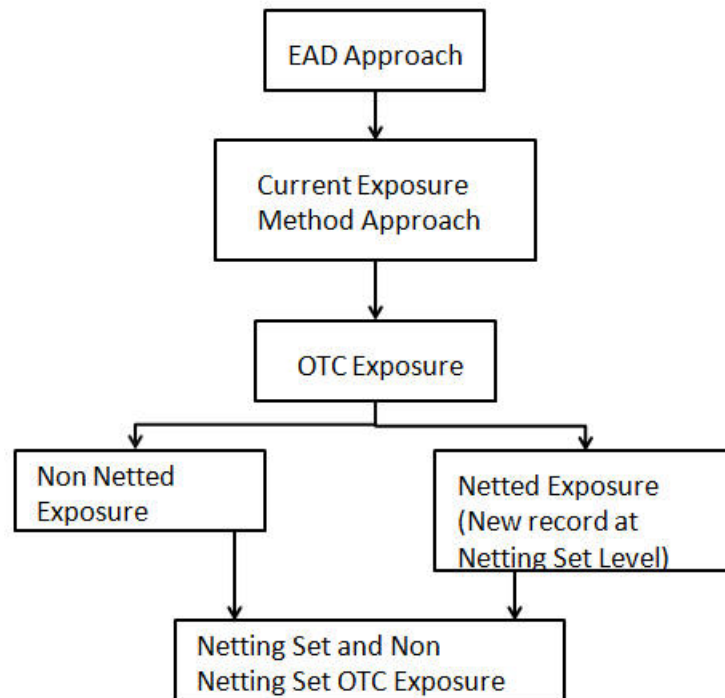 EAD Approach
Current Exposure
Method Approach
OTC Exposure
Non Netted
Exposure
Netted Exposure
(New record at
Netting Set Level)
Netting Set and Non
Netting Set OTC Exposure